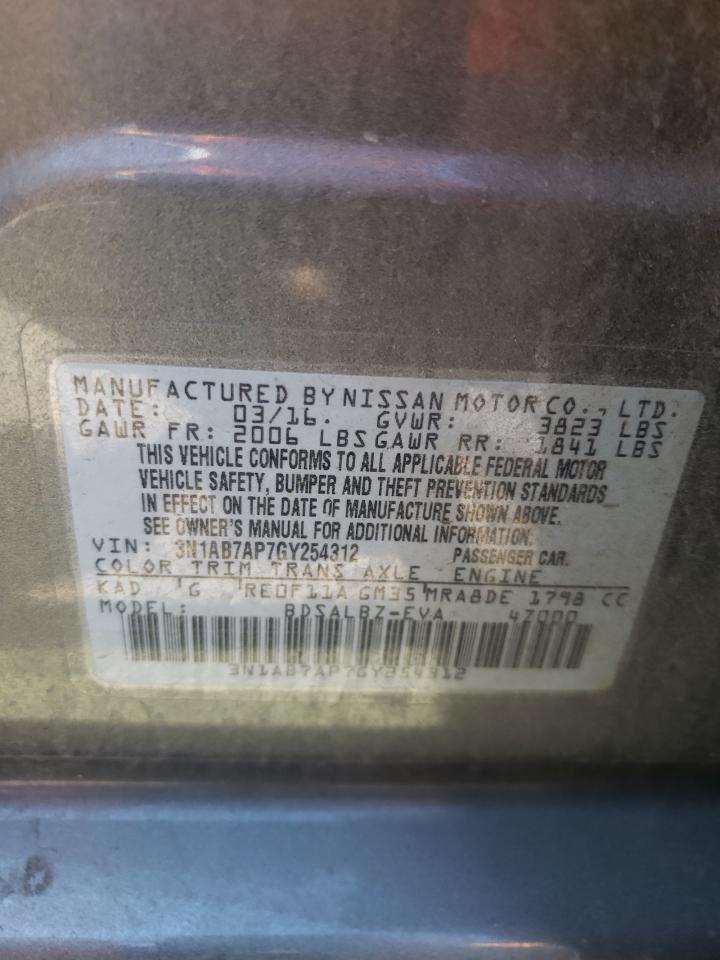 MANUFACTURED BY NISSAN MOTOR CO., LTD.
DATE: 03/16. GVWR: 3823 LBS
GAWR FR: 2006 LBS GAWR RR: 1841 LBS
THIS VEHICLE CONFORMS TO ALL APPLICABLE FEDERAL MOTOR
VEHICLE SAFETY, BUMPER AND THEFT PREVENTION STANDARDS
IN EFFECT ON THE DATE OF MANUFACTURE SHOWN ABOVE.
SEE OWNER'S MANUAL FOR ADDITIONAL INFORMATION.
VIN: 3N1AB7AP7GY254312 PASSENGER CAR.
COLOR TRIM TRANS AXLE ENGINE
KAD G RE0F11A GM35 MRA8DE 1798 CC
MODEL: BDSALBZ-EVA 47000
3N1AB7AP7GY254312